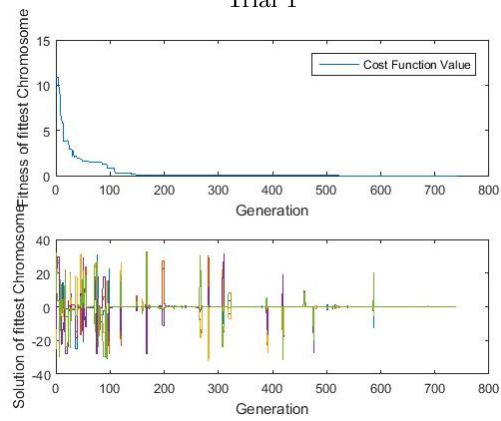 Trial 1
Fitness of fittest Chromosome
15
10
5
0
Cost Function Value
0 100 200 300 400 500 600 700 800
Generation
Solution of fittest Chromosome
40
20
0
-20
-40
0 100 200 300 400 500 600 700 800
Generation